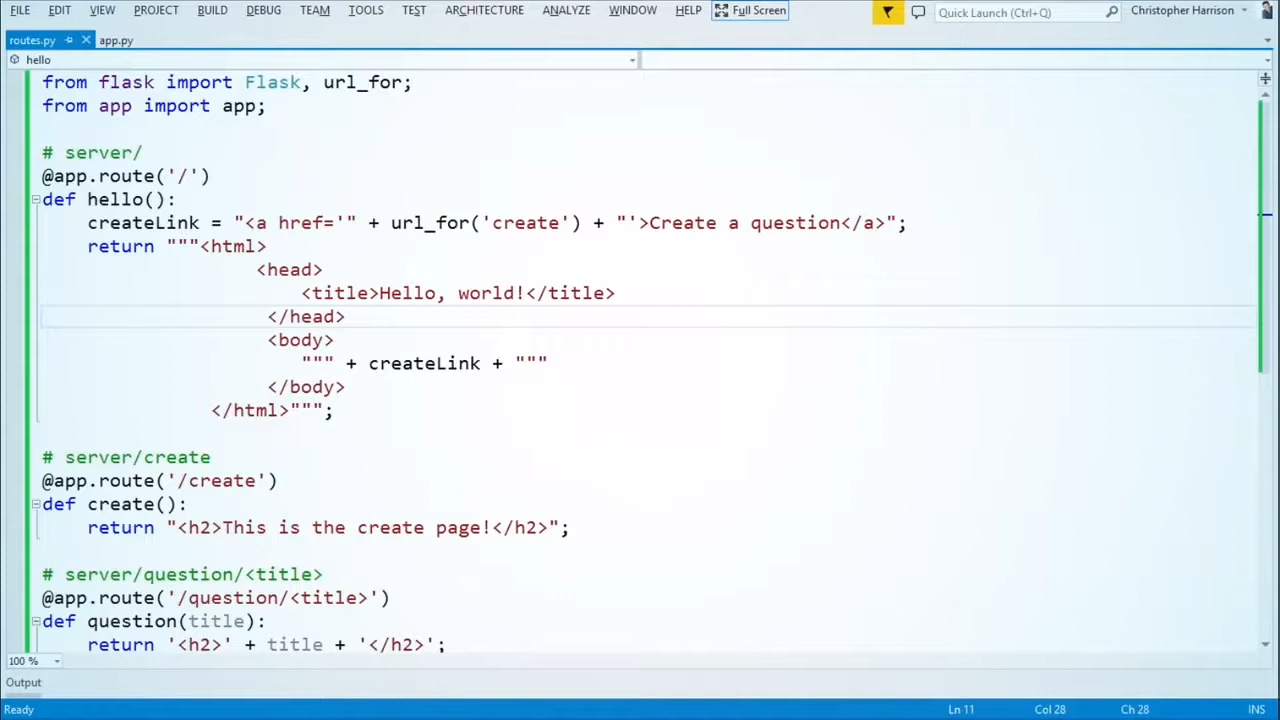 FILE EDIT VIEW PROJECT BUILD DEBUG TEAM TOOLS TEST ARCHITECTURE ANALYZE WINDOW HELP Full Screen Quick Launch (Ctrl+Q) Christopher Harrison
routes.py app.py
hello
from flask import Flask, url_for;
from app import app;
# server/
@app.route('/')
def hello():
    createLink = "<a href='" + url_for('create') + "'>Create a question</a>";
    return """<html>
                   <head>
                       <title>Hello, world!</title>
                    </head>
                    <body>
                       """ + createLink + """
                    </body>
               </html>""";
# server/create
@app.route('/create')
def create():
    return "<h2>This is the create page!</h2>";
# server/question/<title>
@app.route('/question/<title>')
def question(title):
    return '<h2>' + title + '</h2>';
100 %
Output
Ready Ln 11 Col 28 Ch 28 INS